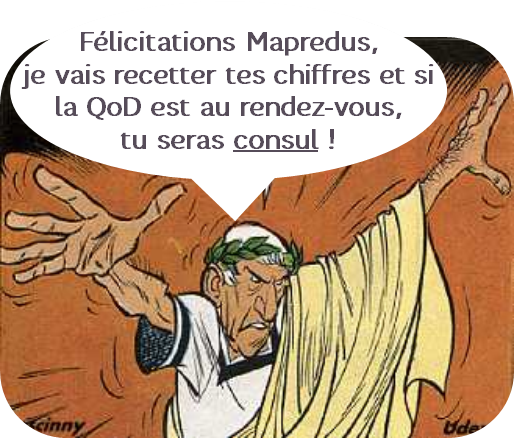 Félicitations Mapredus,
je vais recetter tes chiffres et si
la QoD est au rendez-vous,
tu seras consul !